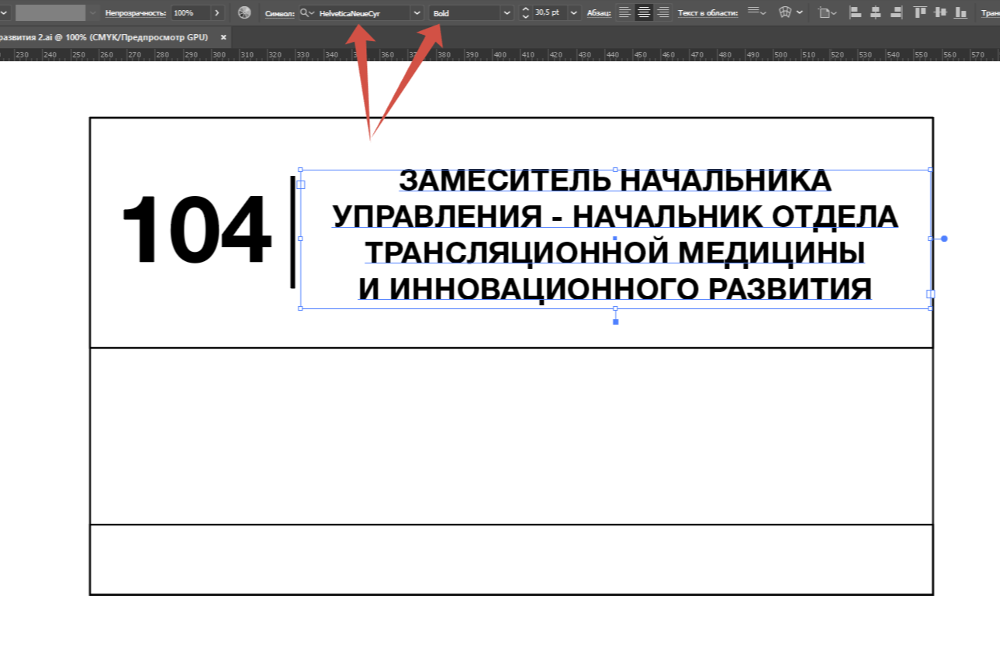 Непрозрачность: 100% Символ: HelveticaNeueCyr Bold 30,5 pt Абзац: Текст в области:
развития 2.ai @ 100% (CMYK/Предпросмотр GPU) ×
230 240 250 260 270 280 290 300 310 320 330 340 360 380 390 400 410 420 430 440 450 460 470 480 490 500 510 520 530 540 550 560 570
104
ЗАМЕСИТЕЛЬ НАЧАЛЬНИКА
УПРАВЛЕНИЯ - НАЧАЛЬНИК ОТДЕЛА
ТРАНСЛЯЦИОННОЙ МЕДИЦИНЫ
И ИННОВАЦИОННОГО РАЗВИТИЯ